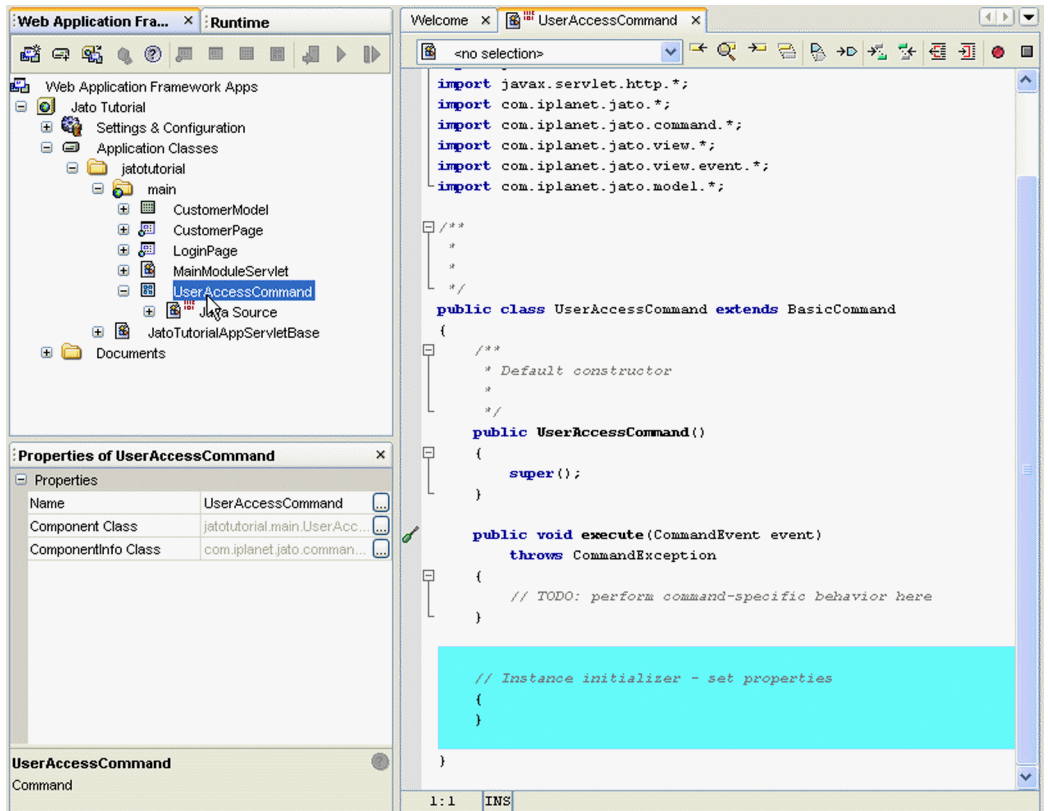 Web Application Fra... × Runtime
Web Application Framework Apps
Jato Tutorial
Settings & Configuration
Application Classes
jatotutorial
main
CustomerModel
CustomerPage
LoginPage
MainModuleServlet
UserAccessCommand
Java Source
JatoTutorialAppServletBase
Documents
Properties of UserAccessCommand ×
Properties
Name UserAccessCommand ...
Component Class jatotutorial.main.UserAcc... ...
ComponentInfo Class com.iplanet.jato.comman... ...
UserAccessCommand
Command
Welcome × UserAccessCommand ×
<no selection>
import javax.servlet.http.*;
import com.iplanet.jato.*;
import com.iplanet.jato.command.*;
import com.iplanet.jato.view.*;
import com.iplanet.jato.view.event.*;
import com.iplanet.jato.model.*;
/**
*
*
*/
public class UserAccessCommand extends BasicCommand
{
/**
* Default constructor
*
*/
public UserAccessCommand()
{
super();
}
public void execute(CommandEvent event)
throws CommandException
{
// TODO: perform command-specific behavior here
}
// Instance initializer - set properties
{
}
}
1:1 INS